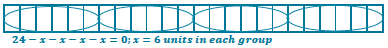 24 − x − x − x − x = 0; x = 6 units in each group